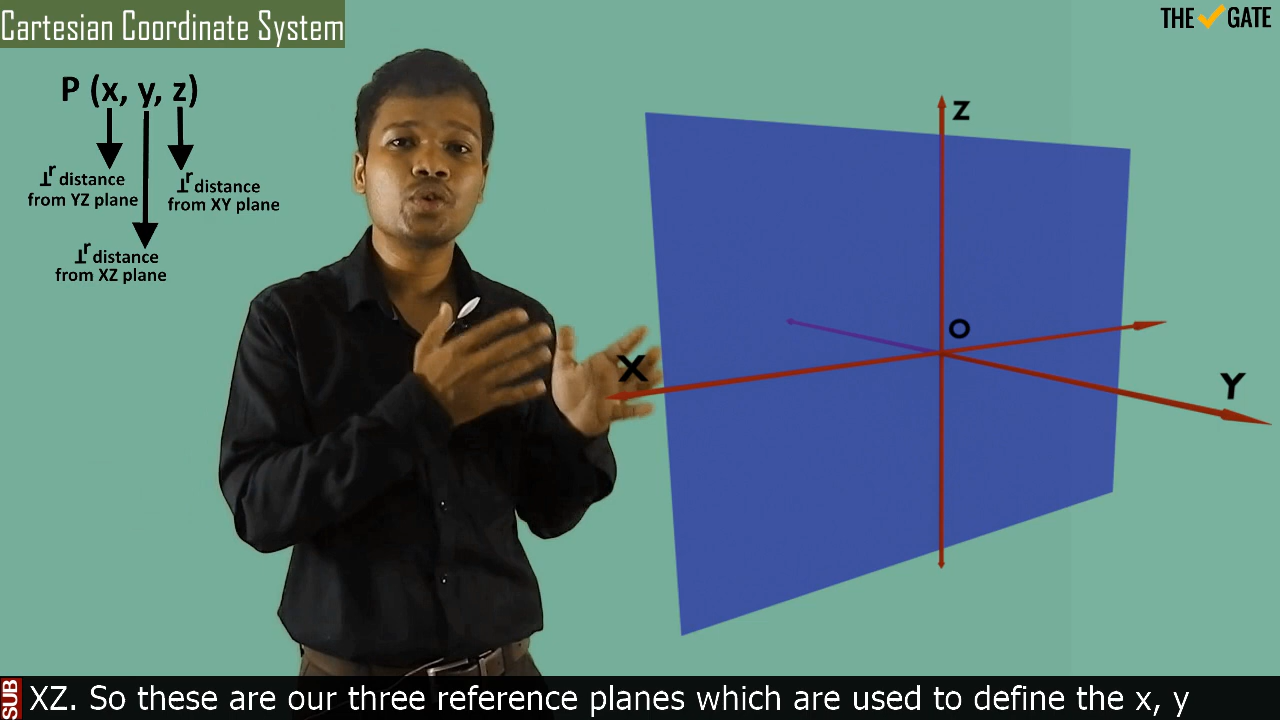 Cartesian Coordinate System
THE GATE
P (x, y, z)
⊥r distance
from YZ plane
⊥r distance
from XY plane
⊥r distance
from XZ plane
Z
O
X
Y
SUB
XZ. So these are our three reference planes which are used to define the x, y